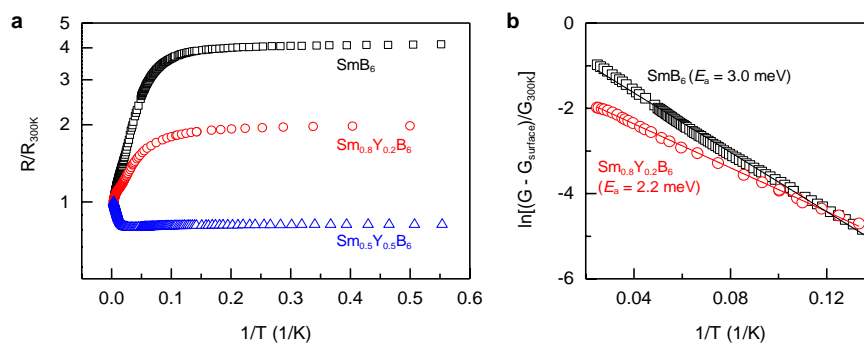 a
5
4
3
2
1
R/R300K
SmB6
Sm0.8Y0.2B6
Sm0.5Y0.5B6
0.0 0.1 0.2 0.3 0.4 0.5 0.6
1/T (1/K)
b
0
-2
-4
-6
ln[(G - Gsurface)/G300K]
SmB6 (Ea = 3.0 meV)
Sm0.8Y0.2B6
(Ea = 2.2 meV)
0.04 0.08 0.12
1/T (1/K)